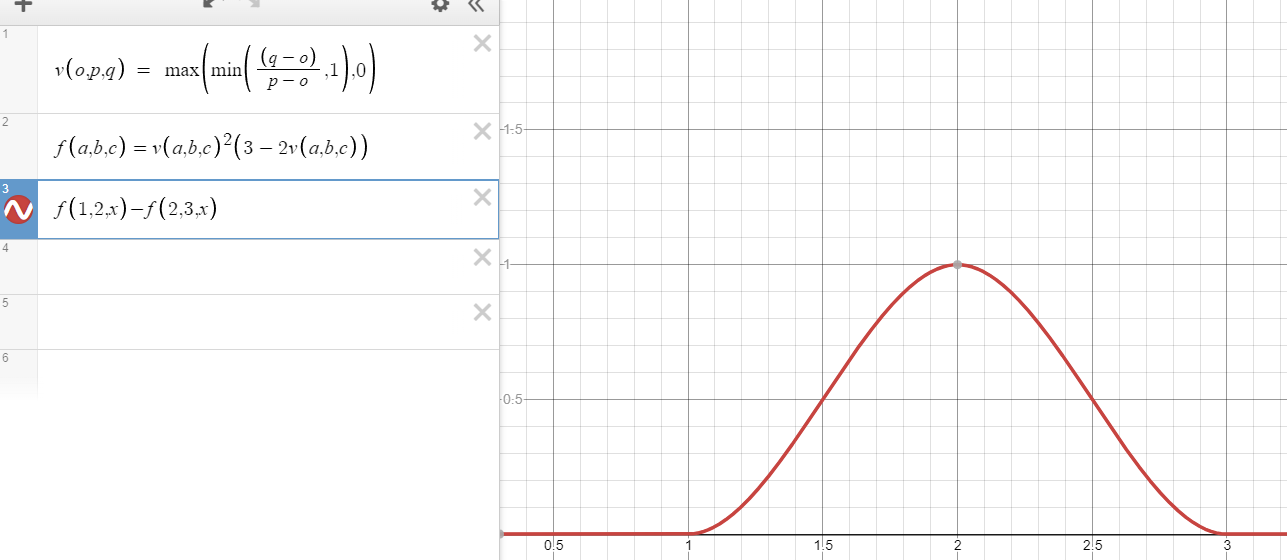 1
v(o,p,q) = max(min((q − o)/(p − o),1),0)
2
f(a,b,c) = v(a,b,c)²(3 − 2v(a,b,c))
3
f(1,2,x)−f(2,3,x)
4
5
6
1.5
1
0.5
0.5 1 1.5 2 2.5 3